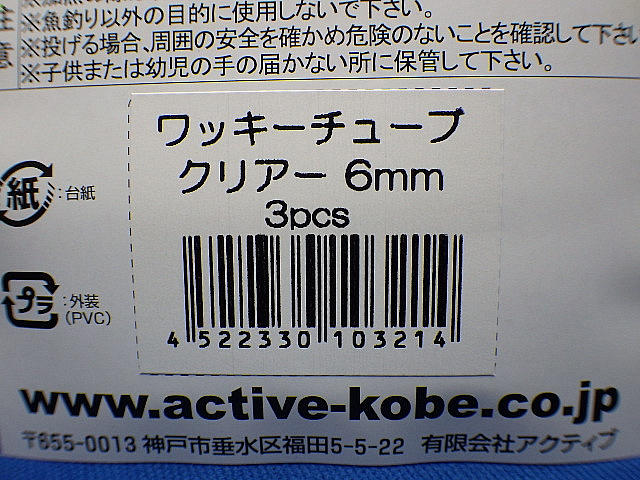 ※魚釣り以外の目的に使用しないで下さい。
※投げる場合、周囲の安全を確かめ危険のないことを確認して下さい
※子供または幼児の手の届かない所に保管して下さい。
ワッキーチューブ
クリアー 6mm
3pcs
4 522330 103214
紙 :台紙
プラ :外装
(PVC)
www.active-kobe.co.jp
〒655-0013 神戸市垂水区福田5-5-22 有限会社アクティブ